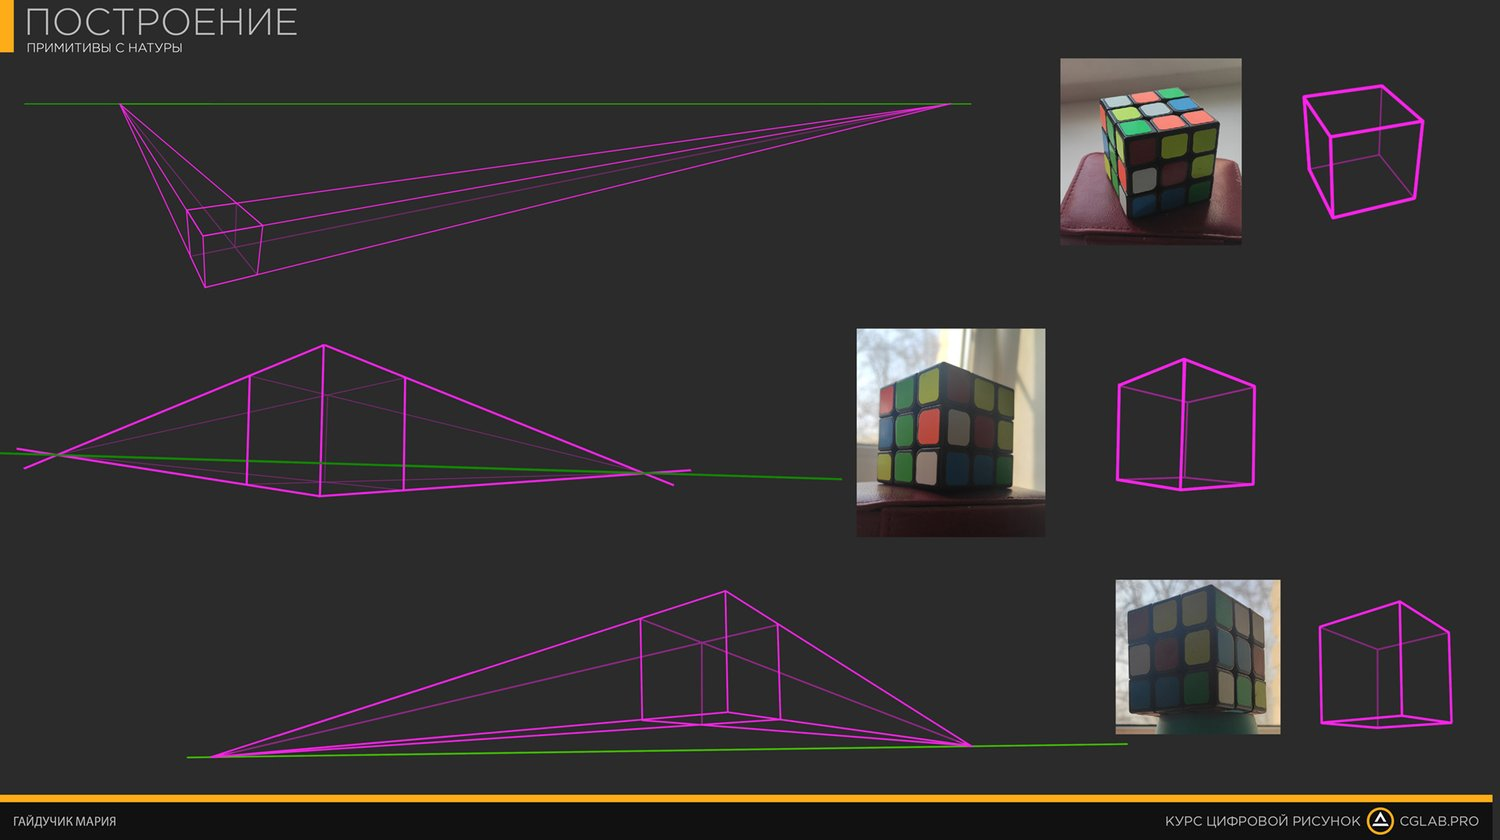 ПОСТРОЕНИЕ
ПРИМИТИВЫ С НАТУРЫ
ГАЙДУЧИК МАРИЯ
КУРС ЦИФРОВОЙ РИСУНОК CGLAB.PRO